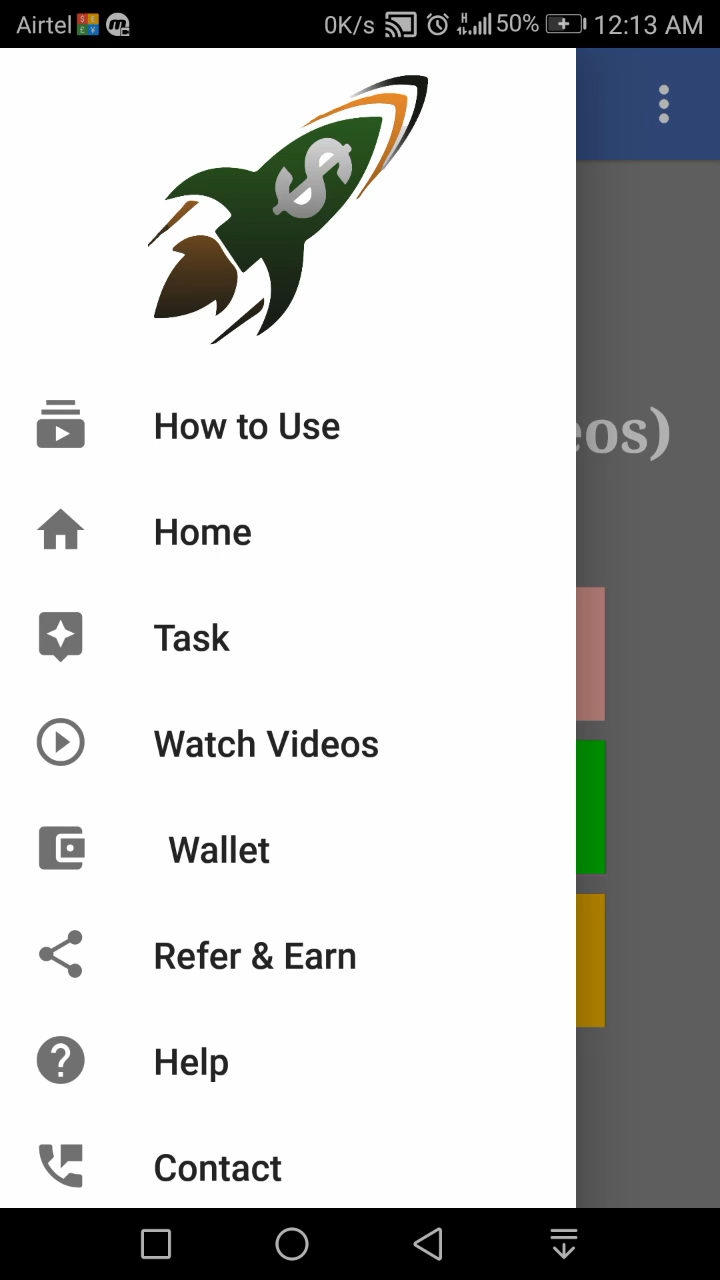 Airtel 0K/s H 50% 12:13 AM
$
eos)
How to Use
Home
Task
Watch Videos
Wallet
Refer & Earn
Help
Contact